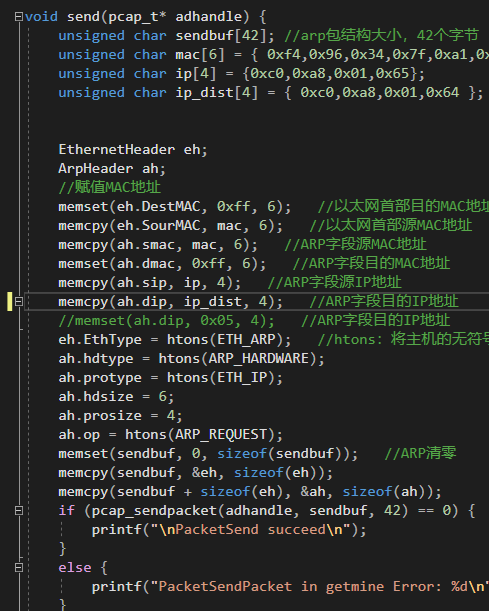 void send(pcap_t* adhandle) {
unsigned char sendbuf[42]; //arp包结构大小，42个字节
unsigned char mac[6] = { 0xf4,0x96,0x34,0x7f,0xa1,0x
unsigned char ip[4] = {0xc0,0xa8,0x01,0x65};
unsigned char ip_dist[4] = { 0xc0,0xa8,0x01,0x64 };
EthernetHeader eh;
ArpHeader ah;
//赋值MAC地址
memset(eh.DestMAC, 0xff, 6); //以太网首部目的MAC地址
memcpy(eh.SourMAC, mac, 6); //以太网首部源MAC地址
memcpy(ah.smac, mac, 6); //ARP字段源MAC地址
memset(ah.dmac, 0xff, 6); //ARP字段目的MAC地址
memcpy(ah.sip, ip, 4); //ARP字段源IP地址
memcpy(ah.dip, ip_dist, 4); //ARP字段目的IP地址
//memset(ah.dip, 0x05, 4); //ARP字段目的IP地址
eh.EthType = htons(ETH_ARP); //htons：将主机的无符号
ah.hdtype = htons(ARP_HARDWARE);
ah.protype = htons(ETH_IP);
ah.hdsize = 6;
ah.prosize = 4;
ah.op = htons(ARP_REQUEST);
memset(sendbuf, 0, sizeof(sendbuf)); //ARP清零
memcpy(sendbuf, &eh, sizeof(eh));
memcpy(sendbuf + sizeof(eh), &ah, sizeof(ah));
if (pcap_sendpacket(adhandle, sendbuf, 42) == 0) {
printf("\nPacketSend succeed\n");
}
else {
printf("PacketSendPacket in getmine Error: %d\n"
}